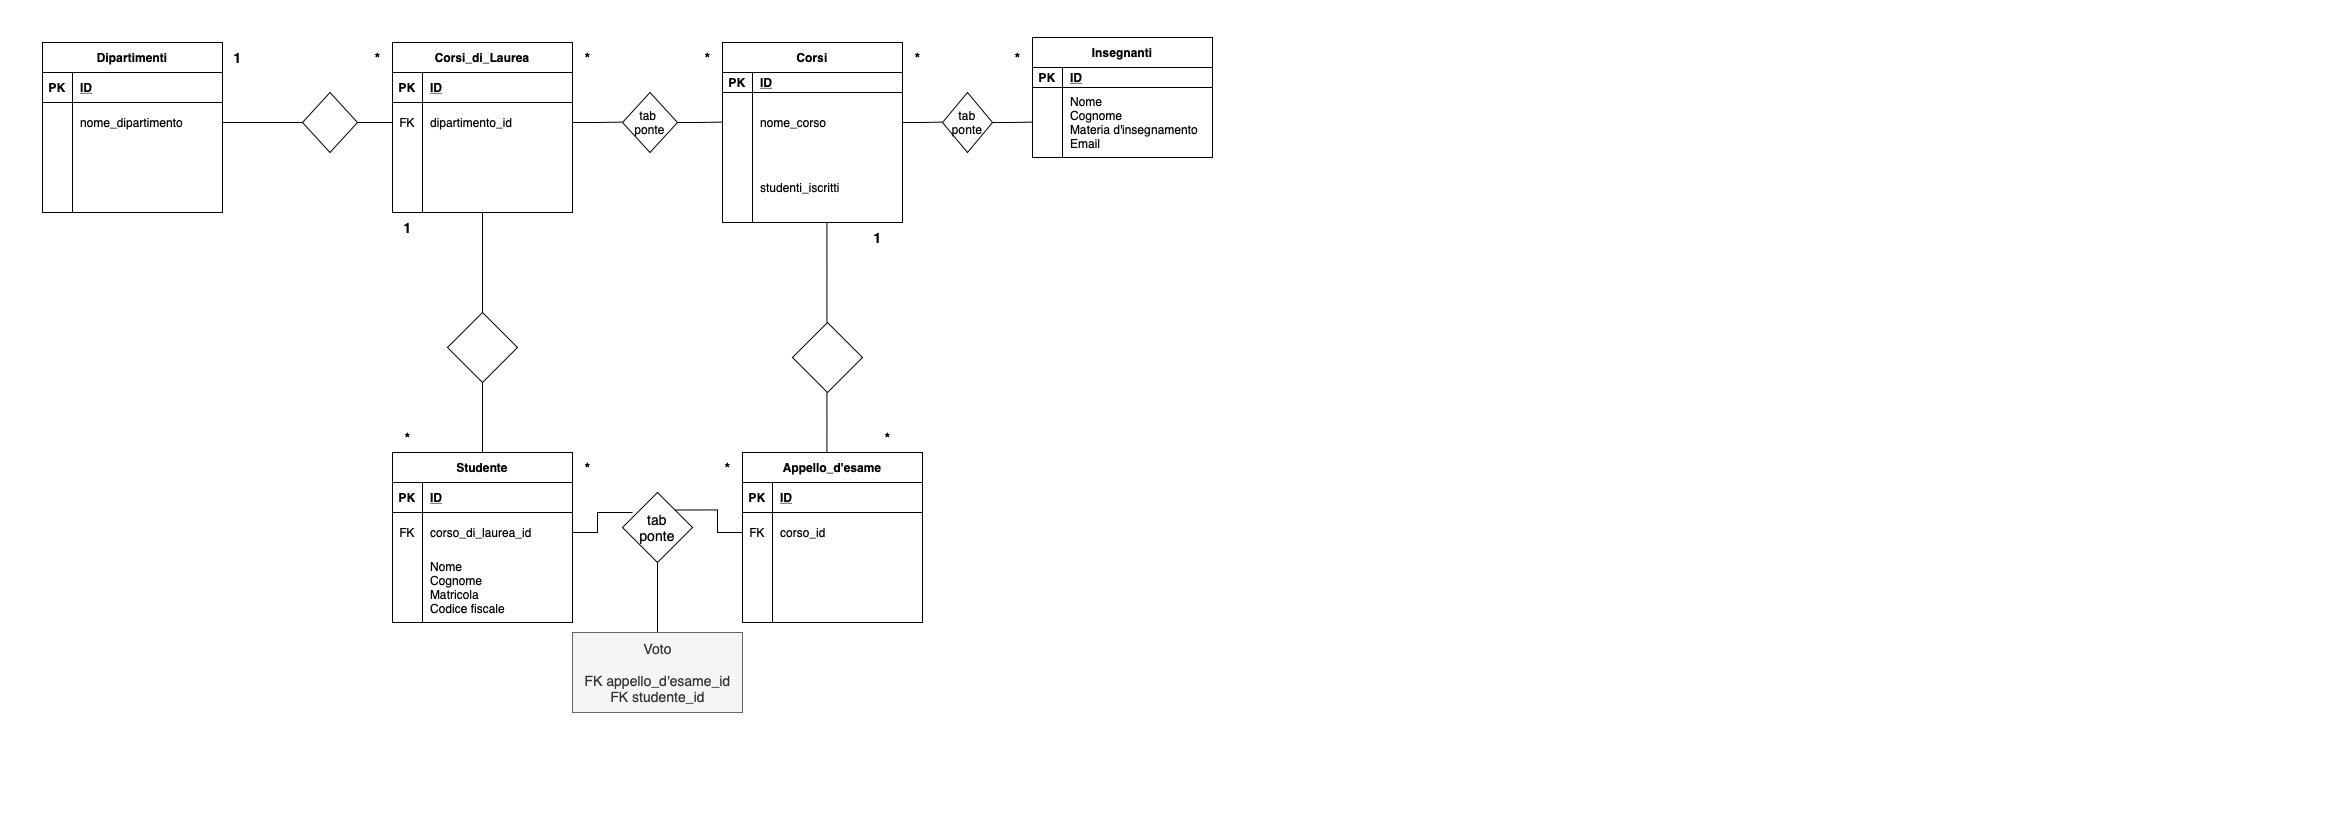 Dipartimenti
1
PK ID
nome_dipartimento
*
Corsi_di_Laurea
*
PK ID
FK dipartimento_id
1
tab
ponte
*
Corsi
*
PK ID
nome_corso
studenti_iscritti
1
tab
ponte
*
Insegnanti
PK ID
Nome
Cognome
Materia d'insegnamento
Email
*
Studente
*
PK ID
FK corso_di_laurea_id
Nome
Cognome
Matricola
Codice fiscale
tab
ponte
*
*
Appello_d'esame
PK ID
FK corso_id
Voto
FK appello_d'esame_id
FK studente_id